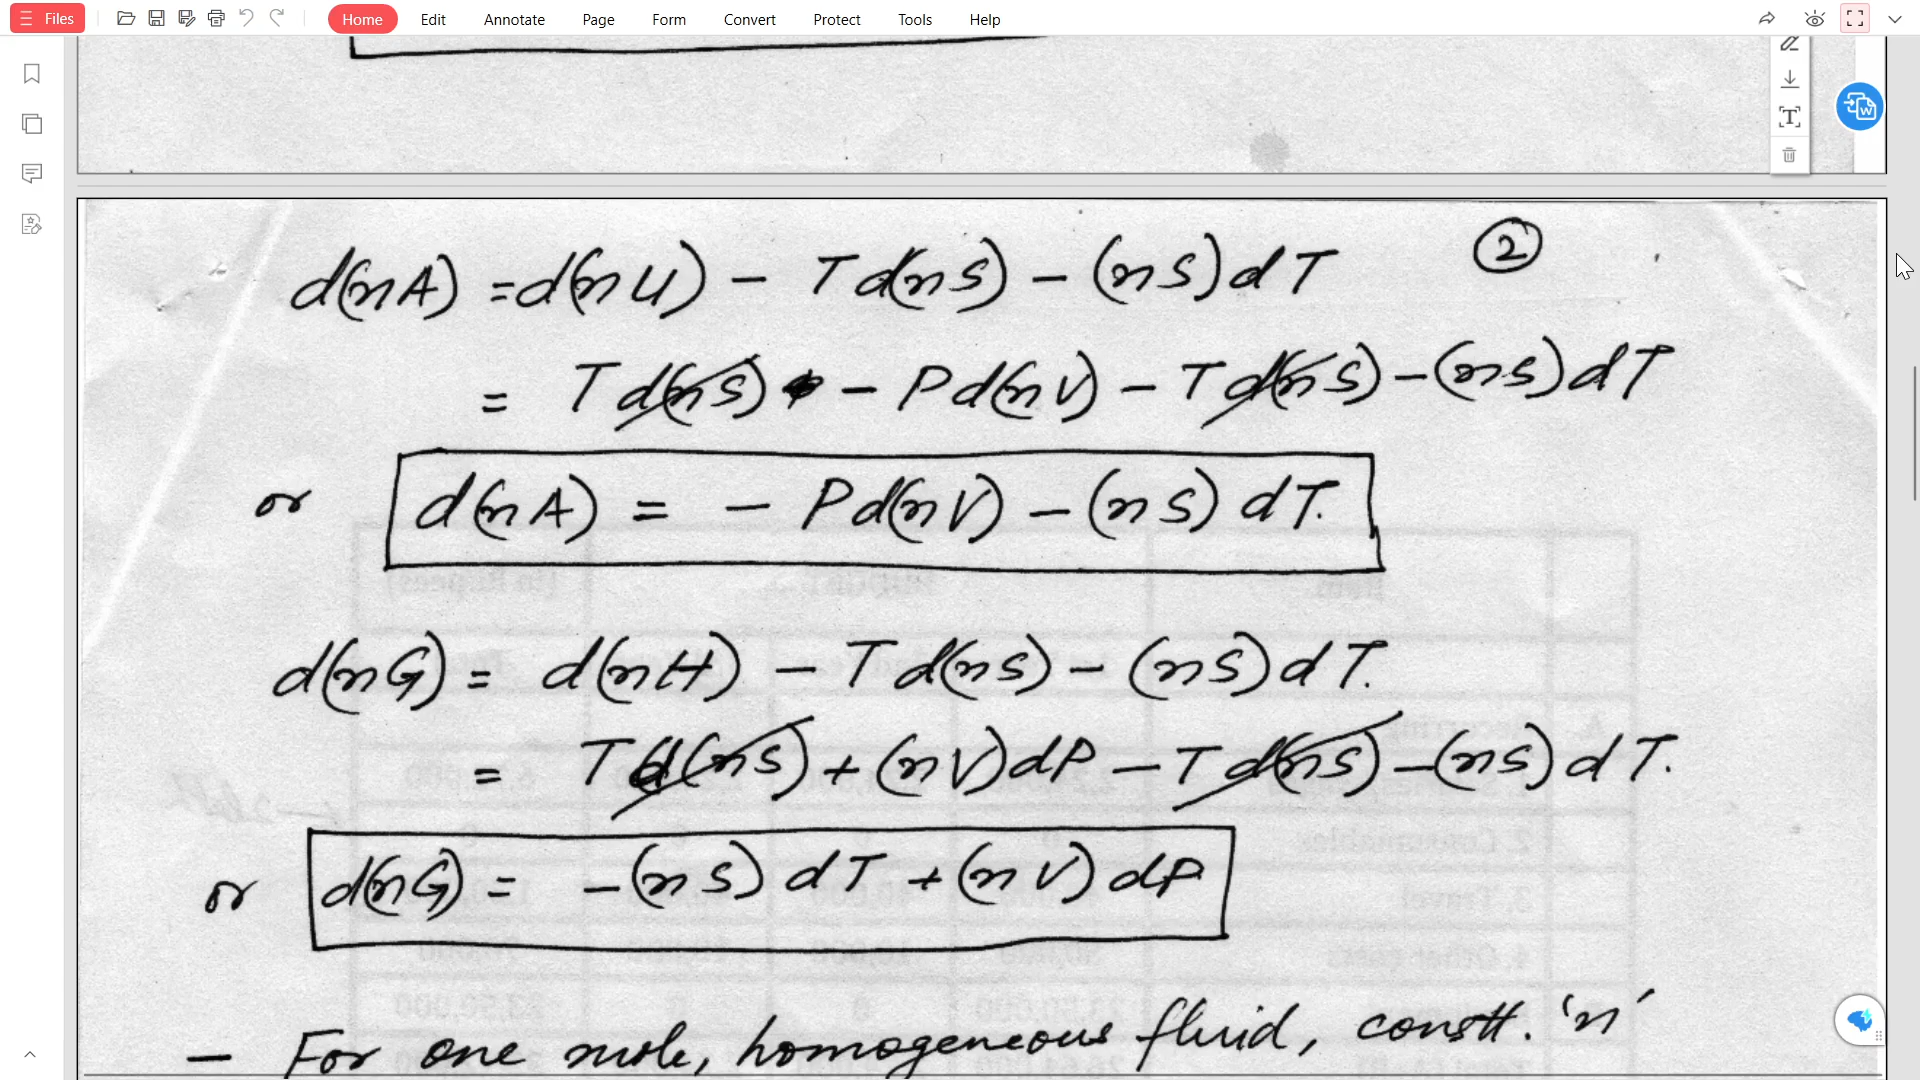 Files Home Edit Annotate Page Form Convert Protect Tools Help
d(nA) = d(nU) - Td(nS) - (nS)dT ②
= Td(nS) - Pd(nV) - Td(nS) - (nS)dT
or d(nA) = - Pd(nV) - (nS) dT.
d(nG) = d(nH) - Td(nS) - (nS)dT.
= Td(nS) + (nV)dP - Td(nS) - (nS)dT.
or d(nG) = -(nS) dT + (nV) dP
- For one mole, homogeneous fluid, constt. 'n'